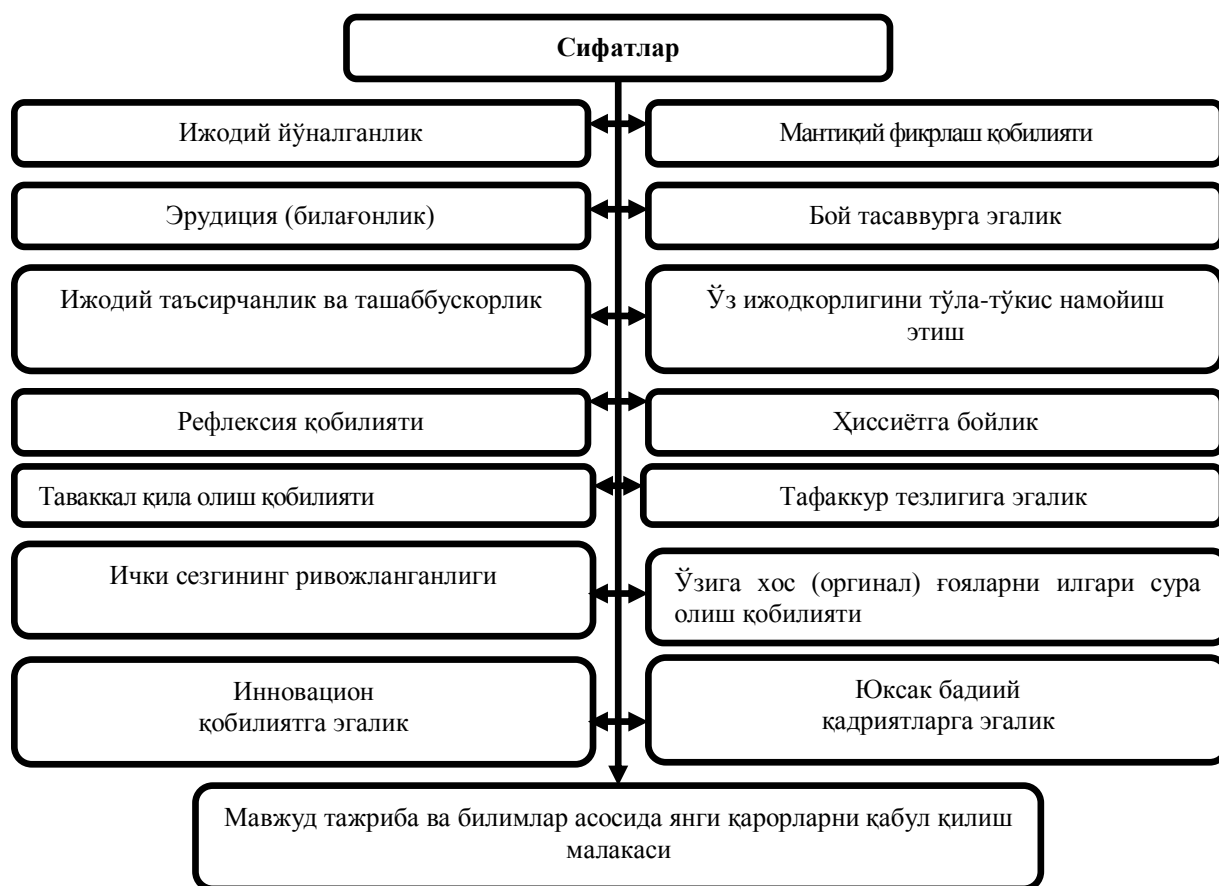 Сифатлар
Ижодий йўналганлик
Мантиқий фикрлаш қобилияти
Эрудиция (билағонлик)
Бой тасаввурга эгалик
Ижодий таъсирчанлик ва ташаббускорлик
Ўз ижодкорлигини тўла-тўкис намойиш
этиш
Рефлексия қобилияти
Ҳиссиётга бойлик
Таваккал қила олиш қобилияти
Тафаккур тезлигига эгалик
Ички сезгининг ривожланганлиги
Ўзига хос (оргинал) ғояларни илгари сура
олиш қобилияти
Инновацион
қобилиятга эгалик
Юксак бадиий
қадриятларга эгалик
Мавжуд тажриба ва билимлар асосида янги қарорларни қабул қилиш
малакаси